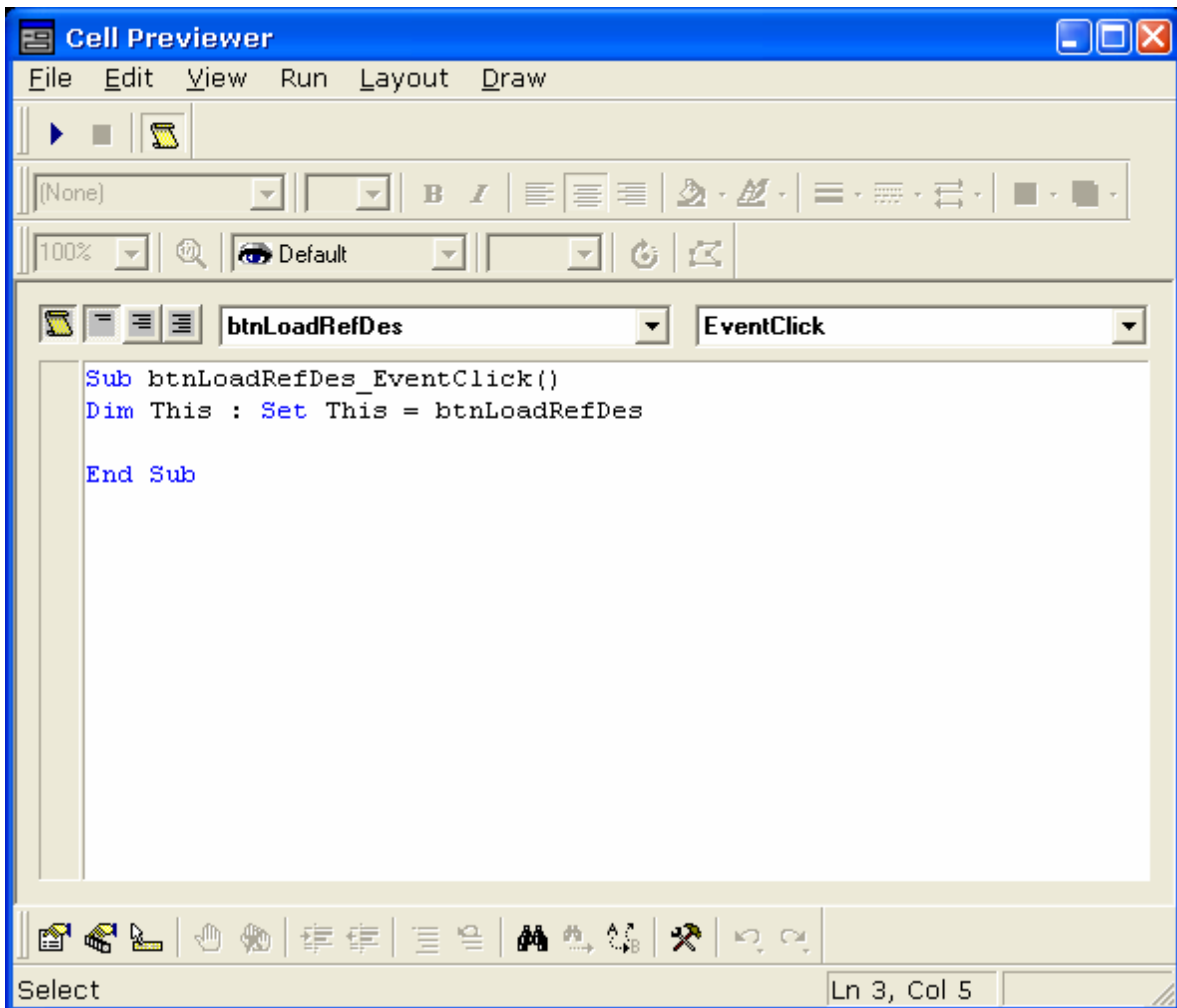 Cell Previewer
File Edit View Run Layout Draw
(None)
B I
100% Default
btnLoadRefDes EventClick
Sub btnLoadRefDes_EventClick()
Dim This : Set This = btnLoadRefDes
End Sub
Select Ln 3, Col 5